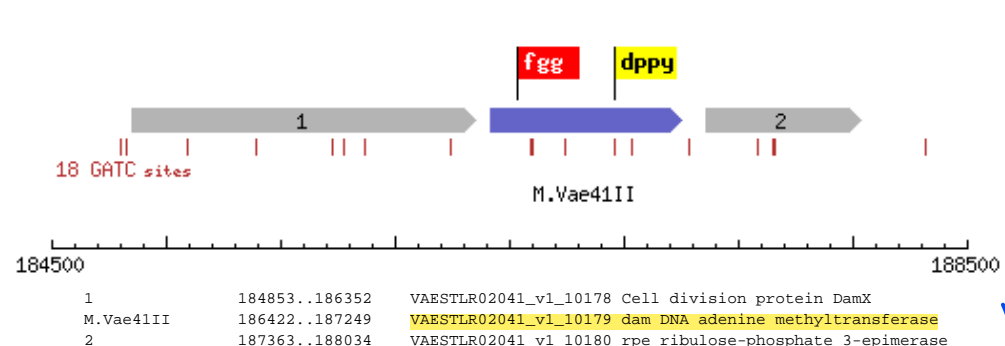 fgg dppy
1 2
18 GATC sites
M.Vae41II
184500 188500
1 184853..186352 VAESTLR02041_v1_10178 Cell division protein DamX
M.Vae41II 186422..187249 VAESTLR02041_v1_10179 dam DNA adenine methyltransferase
2 187363..188034 VAESTLR02041_v1_10180 rpe ribulose-phosphate 3-epimerase